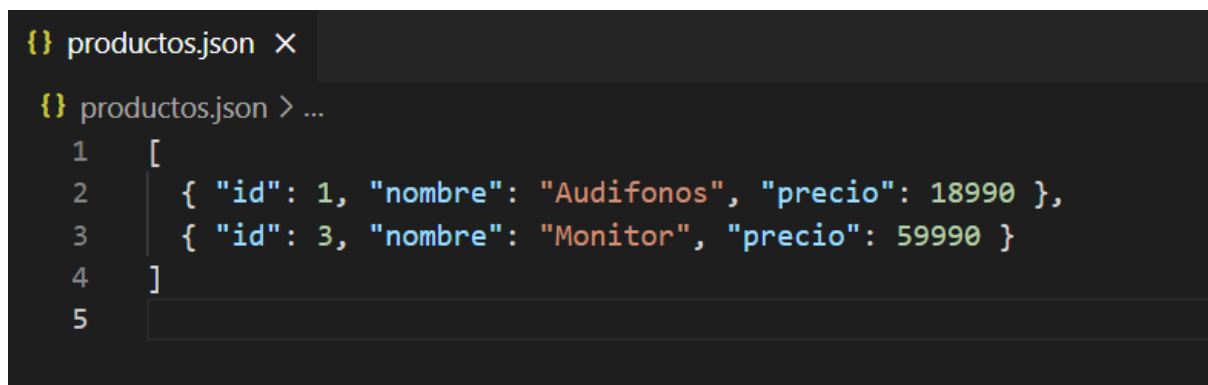 {} productos.json ×
{} productos.json > ...
1 [
2 { "id": 1, "nombre": "Audifonos", "precio": 18990 },
3 { "id": 3, "nombre": "Monitor", "precio": 59990 }
4 ]
5